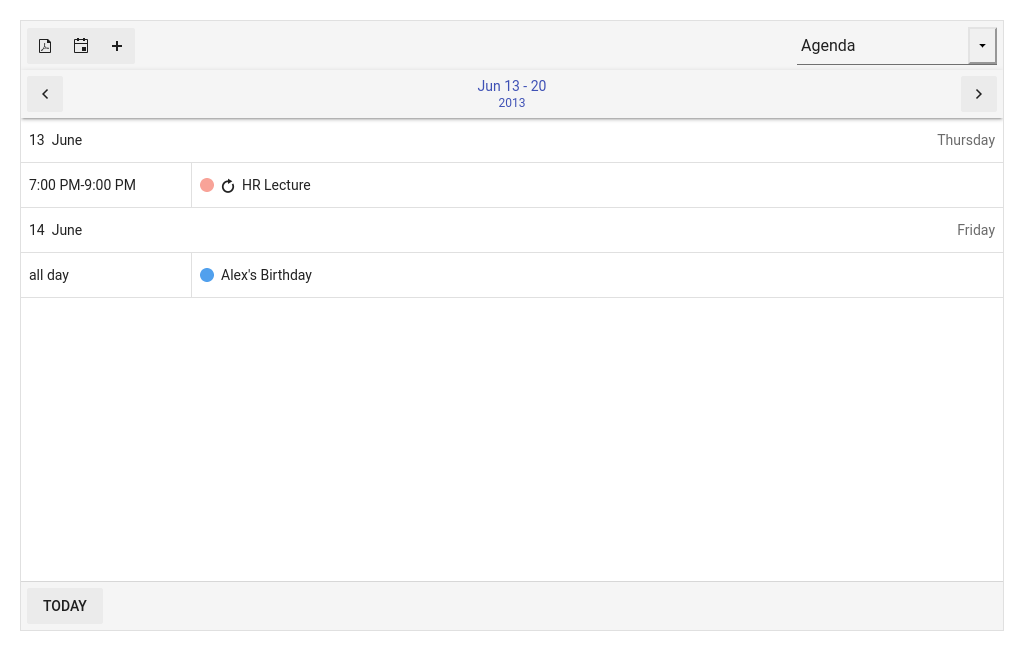 Agenda
Jun 13 - 20
2013
13 June Thursday
7:00 PM-9:00 PM HR Lecture
14 June Friday
all day Alex's Birthday
TODAY